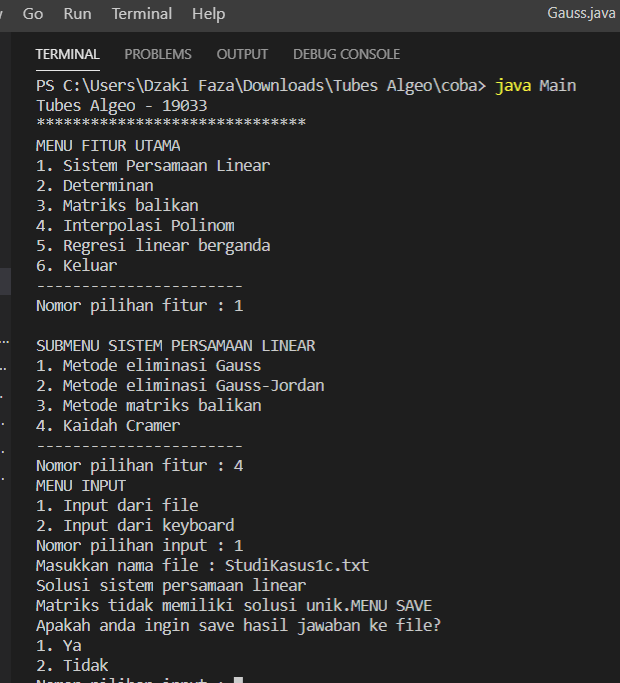 Go Run Terminal Help Gauss.java
TERMINAL PROBLEMS OUTPUT DEBUG CONSOLE
PS C:\Users\Dzaki Faza\Downloads\Tubes Algeo\coba> java Main
Tubes Algeo - 19033
******************************
MENU FITUR UTAMA
1. Sistem Persamaan Linear
2. Determinan
3. Matriks balikan
4. Interpolasi Polinom
5. Regresi linear berganda
6. Keluar
-----------------------
Nomor pilihan fitur : 1
SUBMENU SISTEM PERSAMAAN LINEAR
1. Metode eliminasi Gauss
2. Metode eliminasi Gauss-Jordan
3. Metode matriks balikan
4. Kaidah Cramer
-----------------------
Nomor pilihan fitur : 4
MENU INPUT
1. Input dari file
2. Input dari keyboard
Nomor pilihan input : 1
Masukkan nama file : StudiKasus1c.txt
Solusi sistem persamaan linear
Matriks tidak memiliki solusi unik.MENU SAVE
Apakah anda ingin save hasil jawaban ke file?
1. Ya
2. Tidak
Nomor pilihan input :